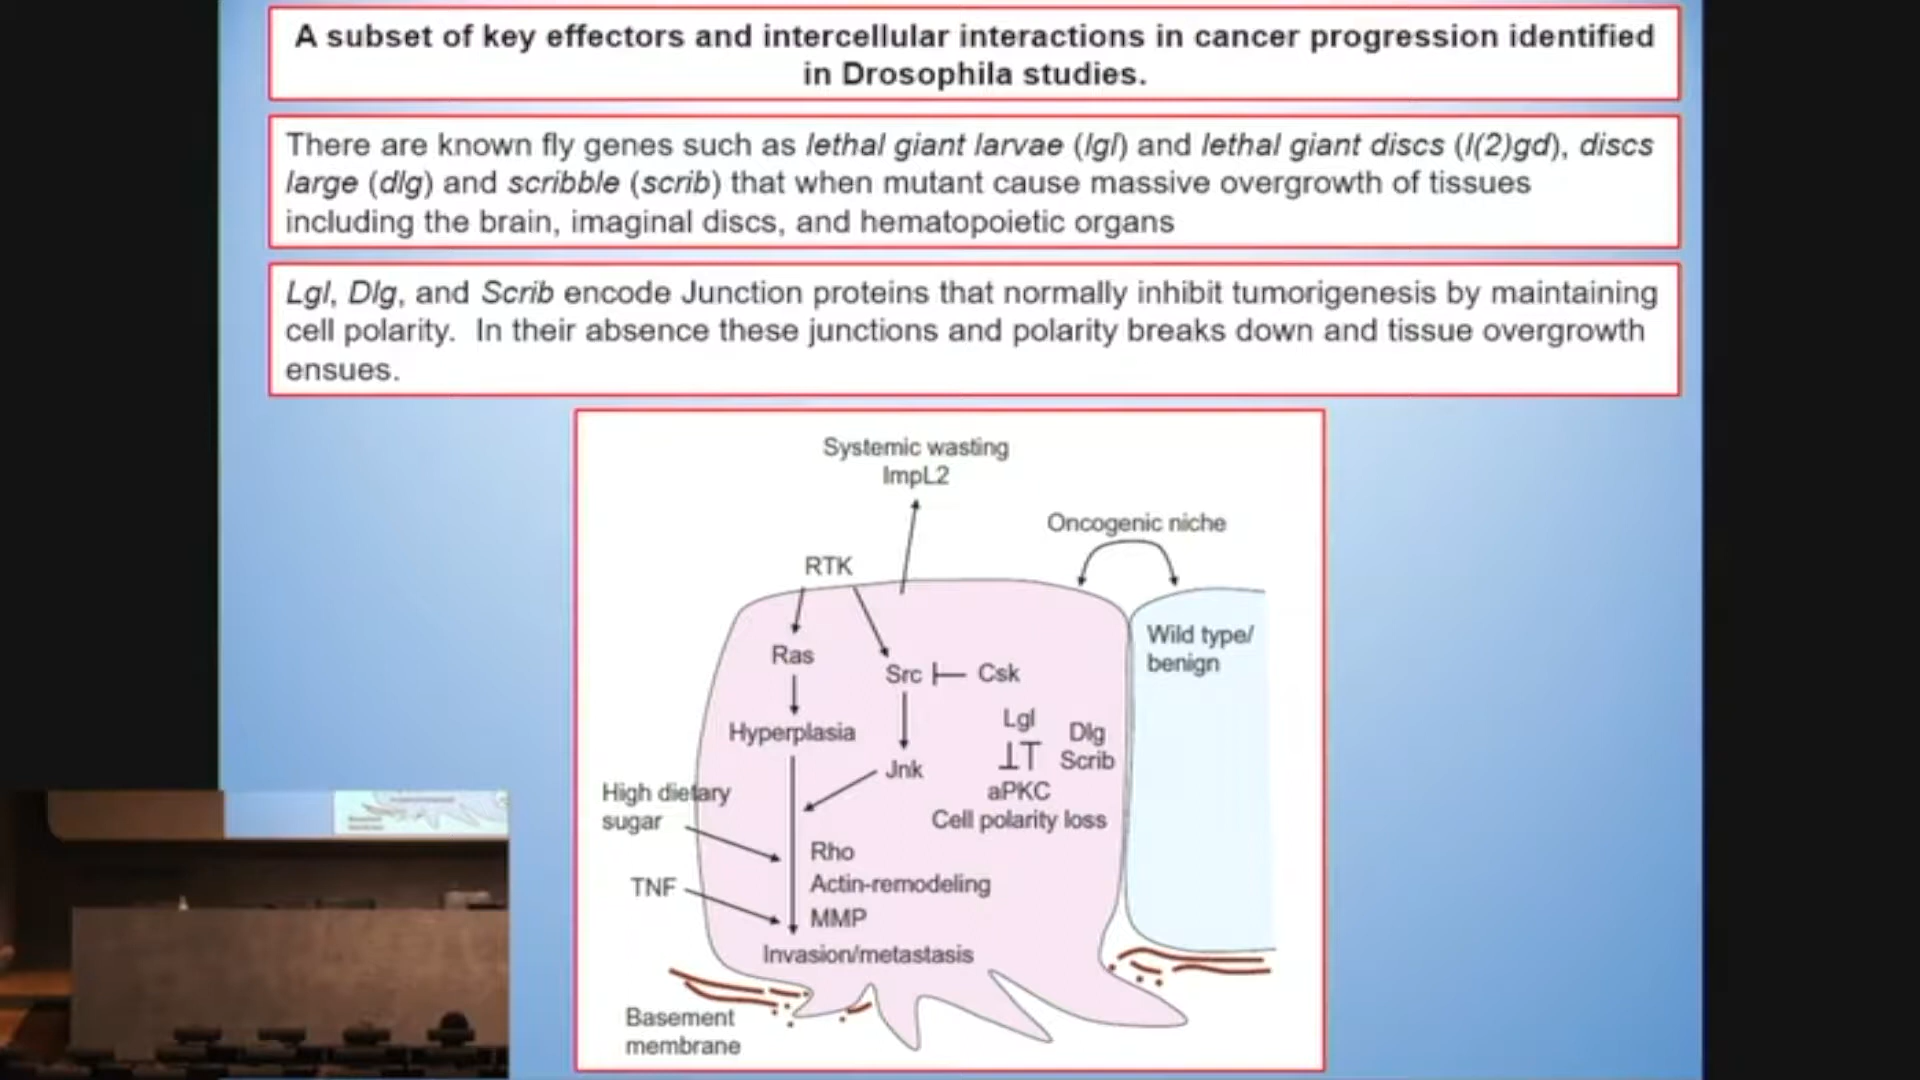 A subset of key effectors and intercellular interactions in cancer progression identified
in Drosophila studies.
There are known fly genes such as lethal giant larvae (lgl) and lethal giant discs (l(2)gd), discs
large (dlg) and scribble (scrib) that when mutant cause massive overgrowth of tissues
including the brain, imaginal discs, and hematopoietic organs
Lgl, Dlg, and Scrib encode Junction proteins that normally inhibit tumorigenesis by maintaining
cell polarity. In their absence these junctions and polarity breaks down and tissue overgrowth
ensues.
Systemic wasting
ImpL2
Oncogenic niche
RTK
Wild type/
benign
Ras
Src
Csk
Hyperplasia
Lgl
Dlg
Scrib
Jnk
aPKC
Cell polarity loss
High dietary
sugar
Rho
TNF
Actin-remodeling
MMP
Invasion/metastasis
Basement
membrane